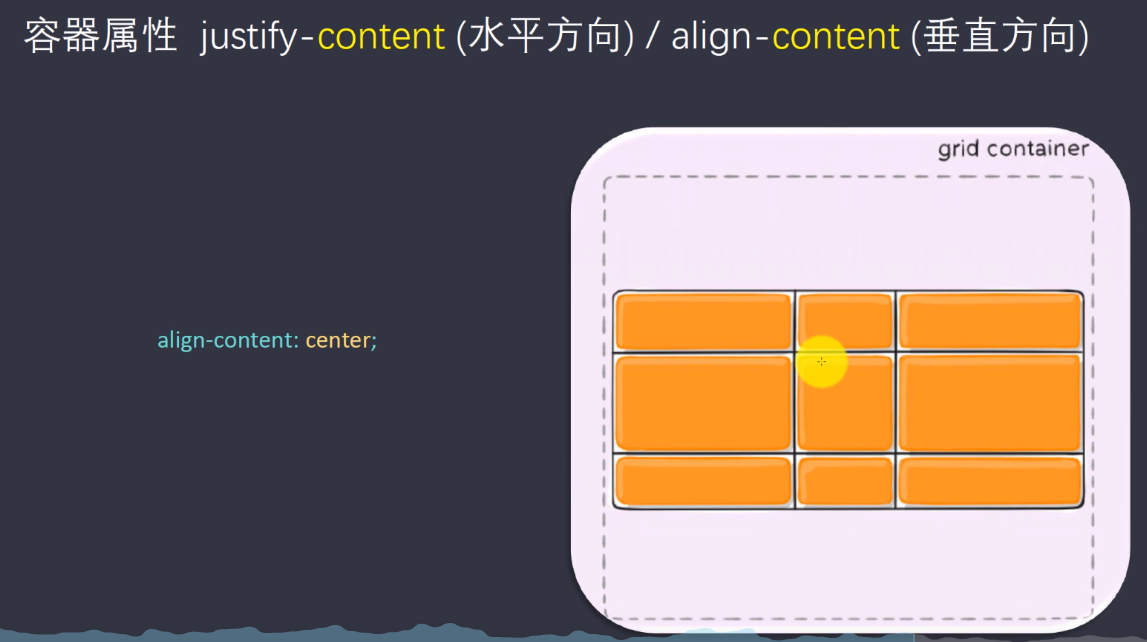 容器属性 justify-content (水平方向) / align-content (垂直方向)
grid container
align-content: center;